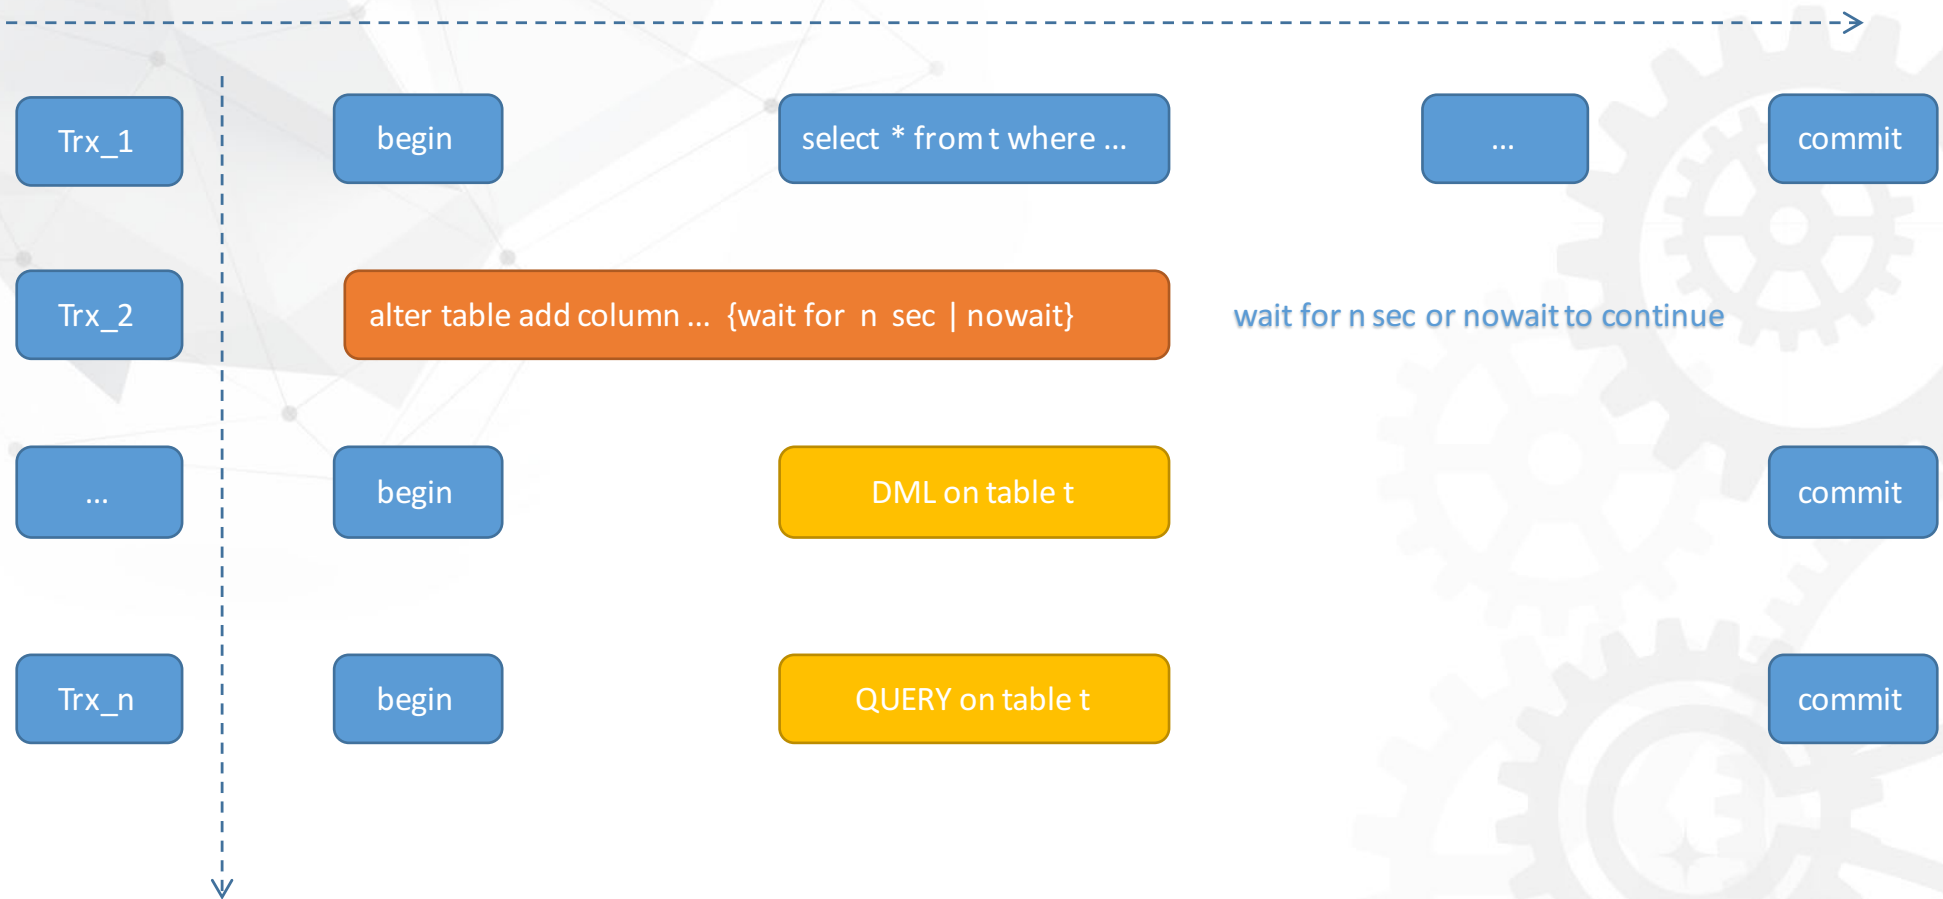 Trx_1
begin
select * from t where ...
...
commit
Trx_2
alter table add column ... {wait for n sec | nowait}
wait for n sec or nowait to continue
...
begin
DML on table t
commit
Trx_n
begin
QUERY on table t
commit